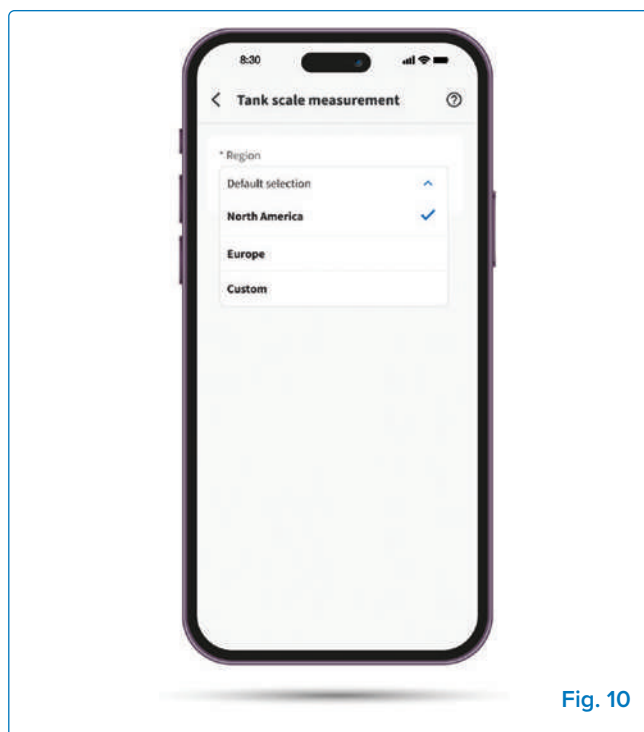 8:30
Tank scale measurement
* Region
Default selection
North America
Europe
Custom
Fig. 10